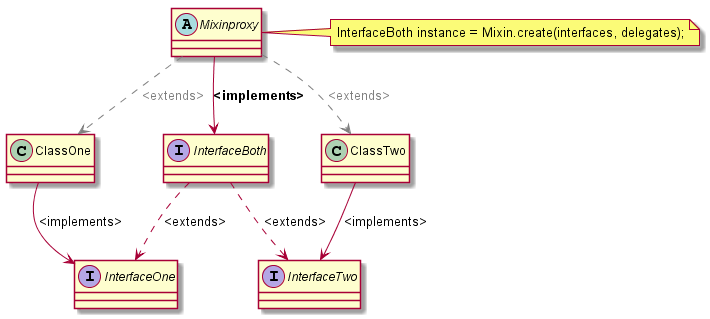 A Mixinproxy
InterfaceBoth instance = Mixin.create(interfaces, delegates);
<extends>
<implements>
<extends>
C ClassOne
I InterfaceBoth
C ClassTwo
<implements>
<extends>
<extends>
<implements>
I InterfaceOne
I InterfaceTwo